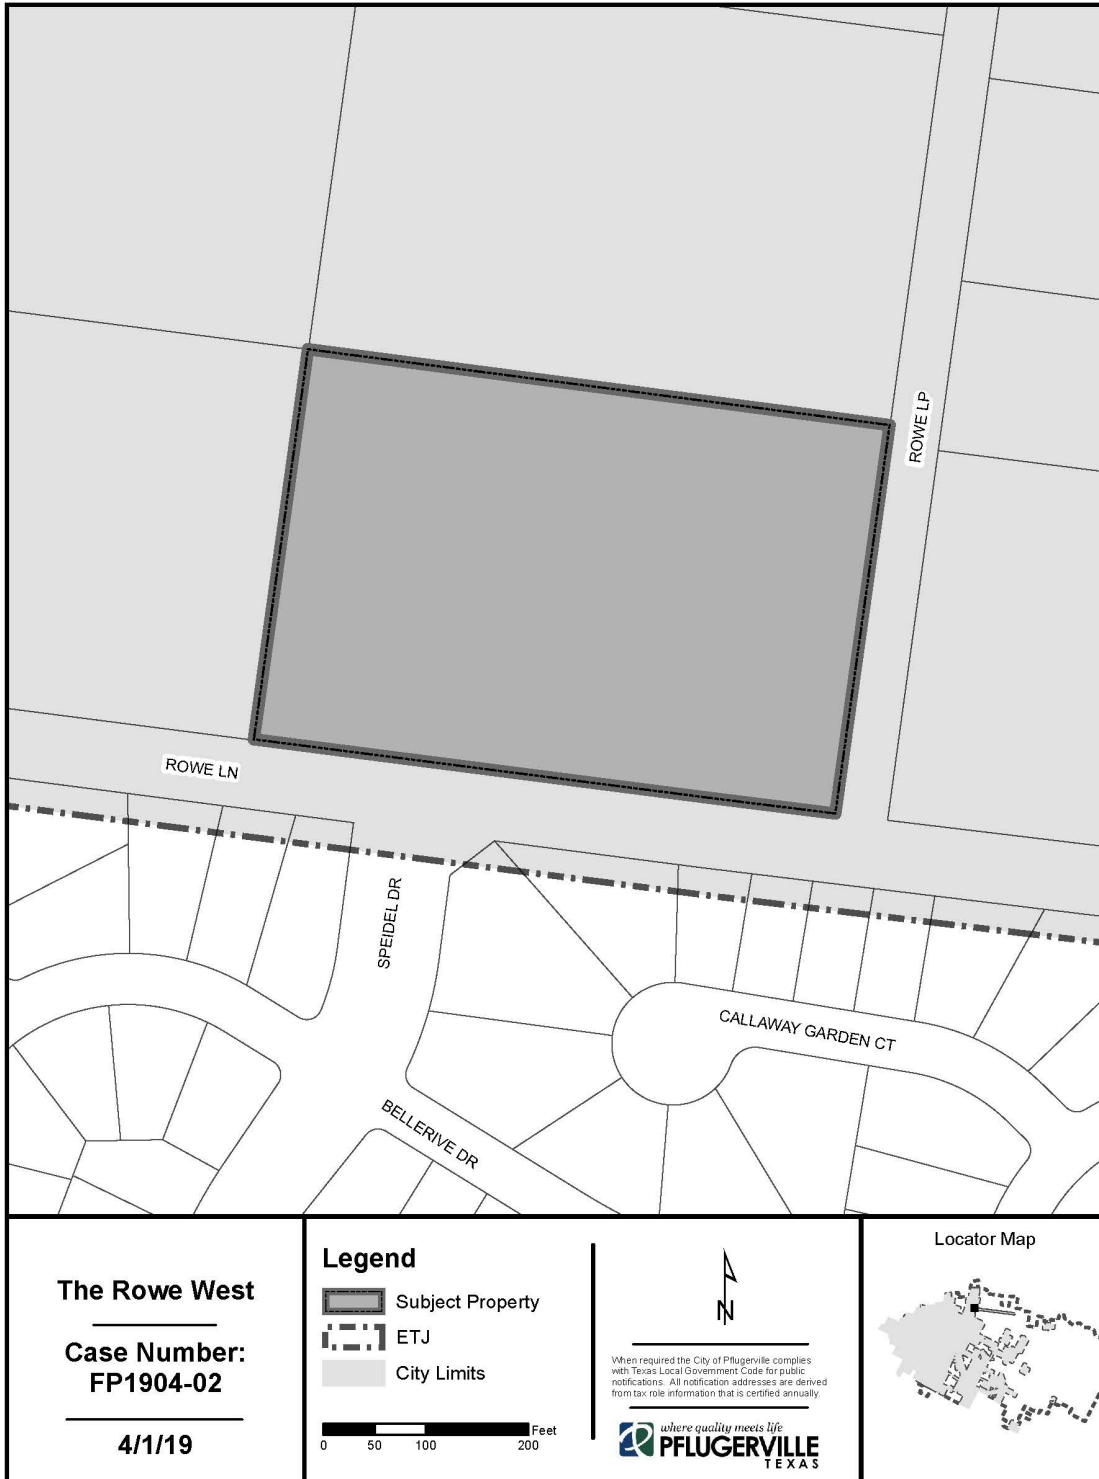 ROWE LP
ROWE LN
SPEIDEL DR
CALLAWAY GARDEN CT
BELLERIVE DR
The Rowe West
Case Number:
FP1904-02
4/1/19
Legend
Subject Property
ETJ
City Limits
Feet
0 50 100 200
N
When required the City of Pflugerville complies
with Texas Local Government Code for public
notifications. All notification addresses are derived
from tax role information that is certified annually.
where quality meets life
PFLUGERVILLE
TEXAS
Locator Map